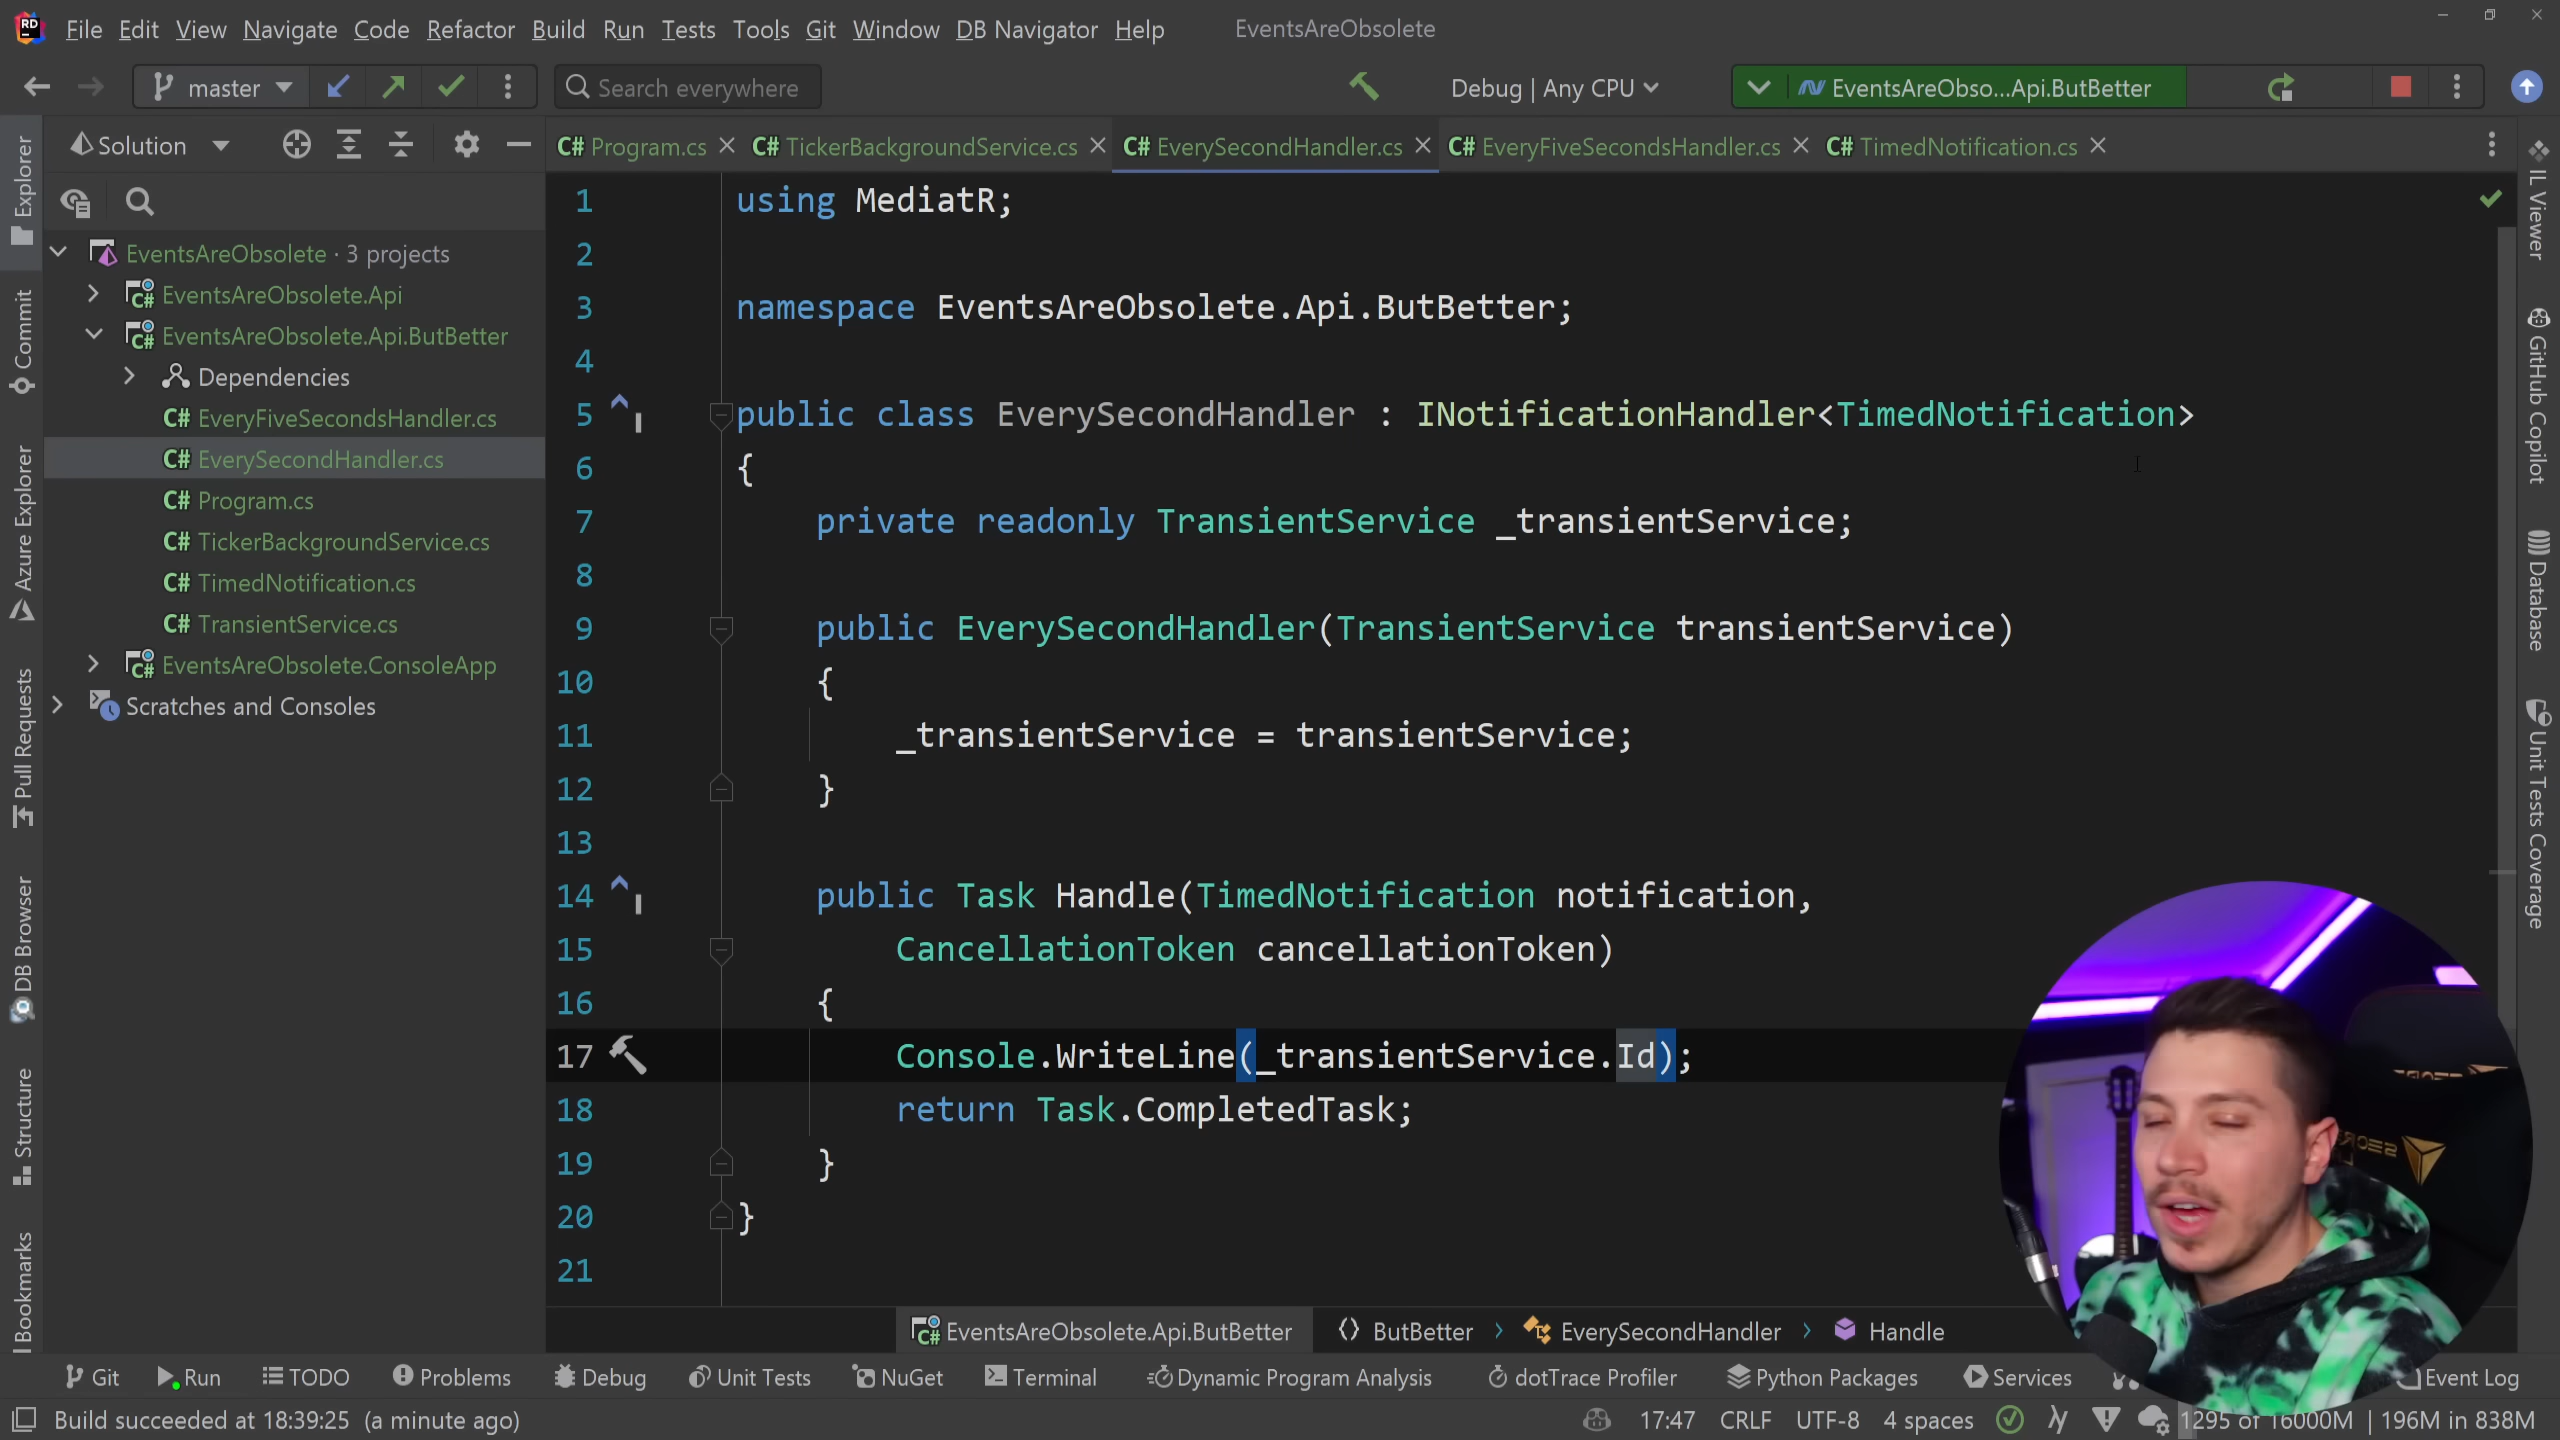 File Edit View Navigate Code Refactor Build Run Tests Tools Git Window DB Navigator Help EventsAreObsolete
master Search everywhere Debug | Any CPU EventsAreObso...Api.ButBetter
Solution Program.cs TickerBackgroundService.cs EverySecondHandler.cs EveryFiveSecondsHandler.cs TimedNotification.cs
EventsAreObsolete · 3 projects
EventsAreObsolete.Api
EventsAreObsolete.Api.ButBetter
Dependencies
C# EveryFiveSecondsHandler.cs
C# EverySecondHandler.cs
C# Program.cs
C# TickerBackgroundService.cs
C# TimedNotification.cs
C# TransientService.cs
EventsAreObsolete.ConsoleApp
Scratches and Consoles
Explorer
Commit
Azure Explorer
Pull Requests
DB Browser
Structure
Bookmarks
1 using MediatR;
2
3 namespace EventsAreObsolete.Api.ButBetter;
4
5 public class EverySecondHandler : INotificationHandler<TimedNotification>
6 {
7 private readonly TransientService _transientService;
8
9 public EverySecondHandler(TransientService transientService)
10 {
11 _transientService = transientService;
12 }
13
14 public Task Handle(TimedNotification notification,
15 CancellationToken cancellationToken)
16 {
17 Console.WriteLine(_transientService.Id);
18 return Task.CompletedTask;
19 }
20 }
21
IL Viewer
GitHub Copilot
Database
Unit Tests Coverage
EventsAreObsolete.Api.ButBetter ButBetter EverySecondHandler Handle
Git Run TODO Problems Debug Unit Tests NuGet Terminal Dynamic Program Analysis dotTrace Profiler Python Packages Services Event Log
Build succeeded at 18:39:25 (a minute ago) 17:47 CRLF UTF-8 4 spaces 1295 of 16000M | 196M in 838M